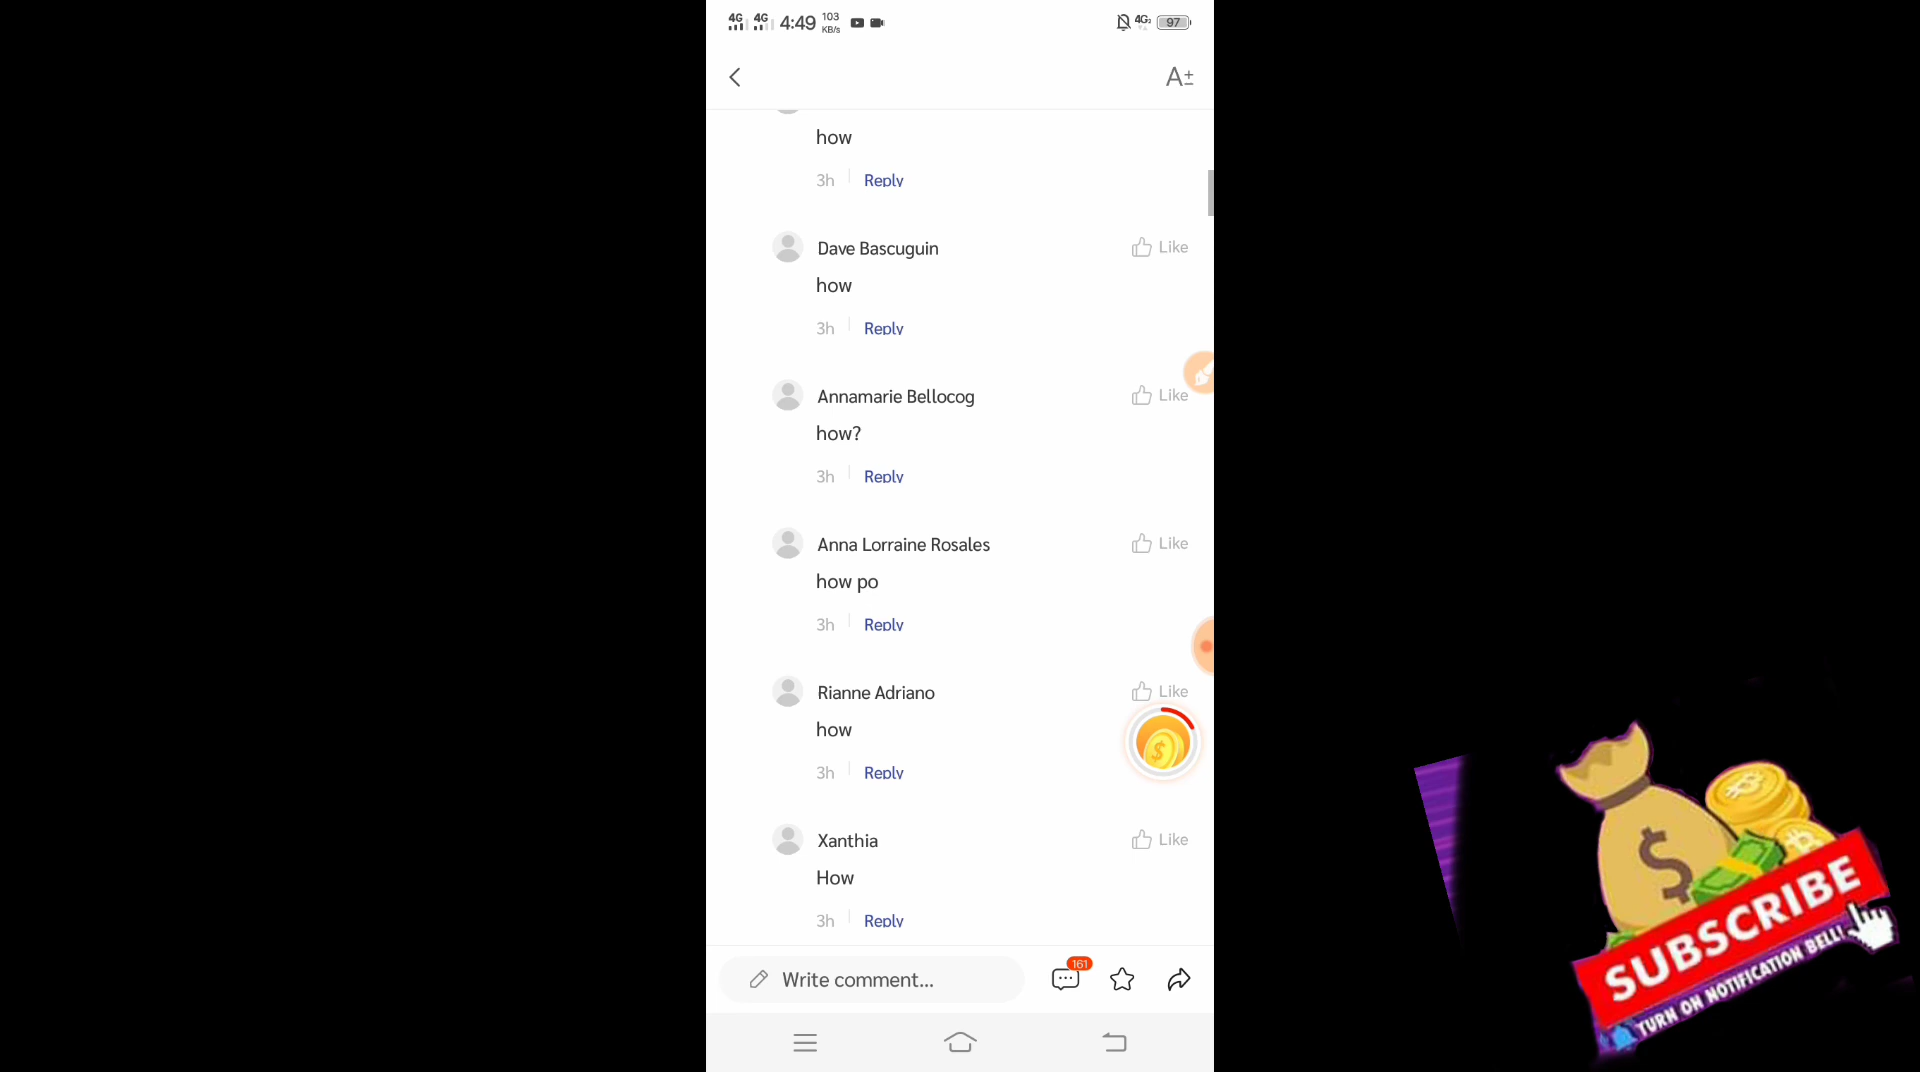 4G 4G 4:49 103 KB/s 4G 97
A±
how
3h Reply
Dave Bascuguin Like
how
3h Reply
Annamarie Bellocog Like
how?
3h Reply
Anna Lorraine Rosales Like
how po
3h Reply
Rianne Adriano Like
how
3h Reply
Xanthia Like
How
3h Reply
Write comment... 161
SUBSCRIBE
TURN ON NOTIFICATION BELL!